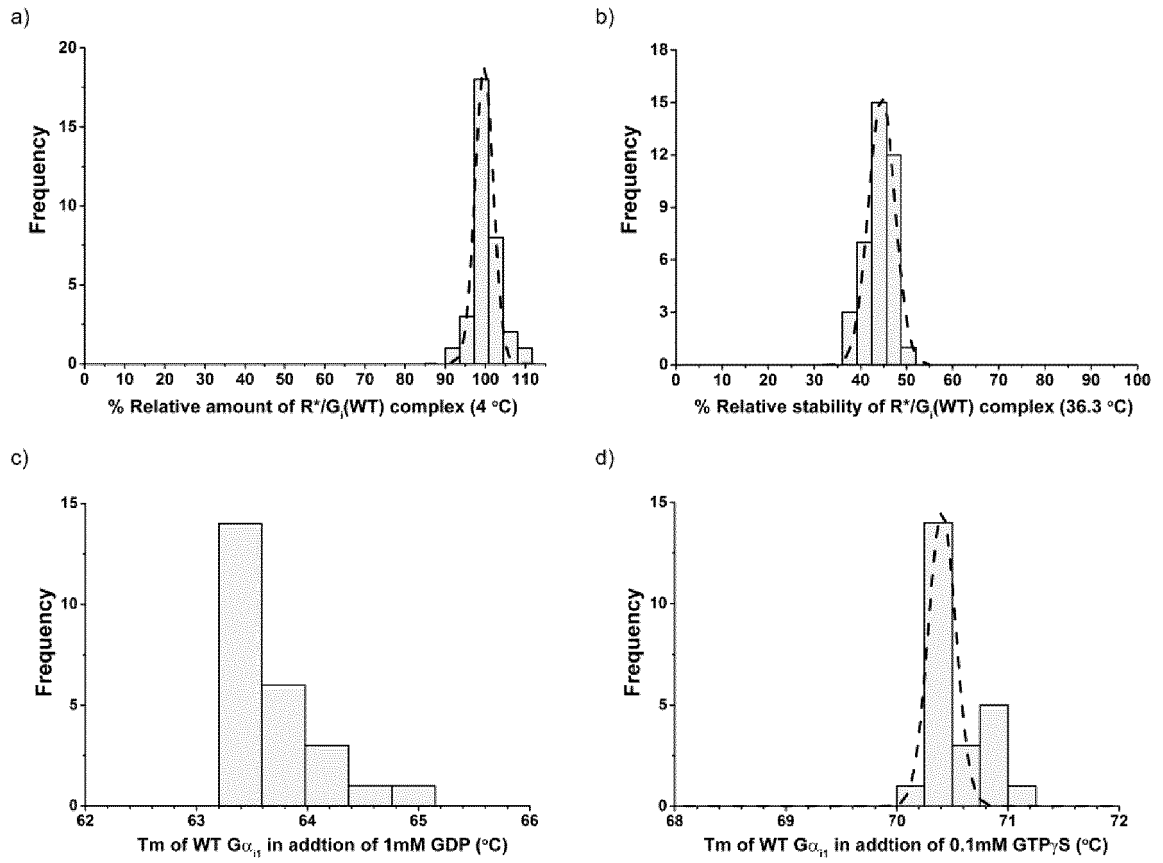 a)
20
15
10
5
0
Frequency
0 10 20 30 40 50 60 70 80 90 100 110
% Relative amount of R*/Gi(WT) complex (4 °C)
b)
18
15
12
9
6
3
0
Frequency
0 10 20 30 40 50 60 70 80 90 100
% Relative stability of R*/Gi(WT) complex (36.3 °C)
c)
15
10
5
0
Frequency
62 63 64 65 66
Tm of WT Gαi1 in addtion of 1mM GDP (°C)
d)
15
10
5
0
Frequency
68 69 70 71 72
Tm of WT Gαi1 in addtion of 0.1mM GTPγS (°C)